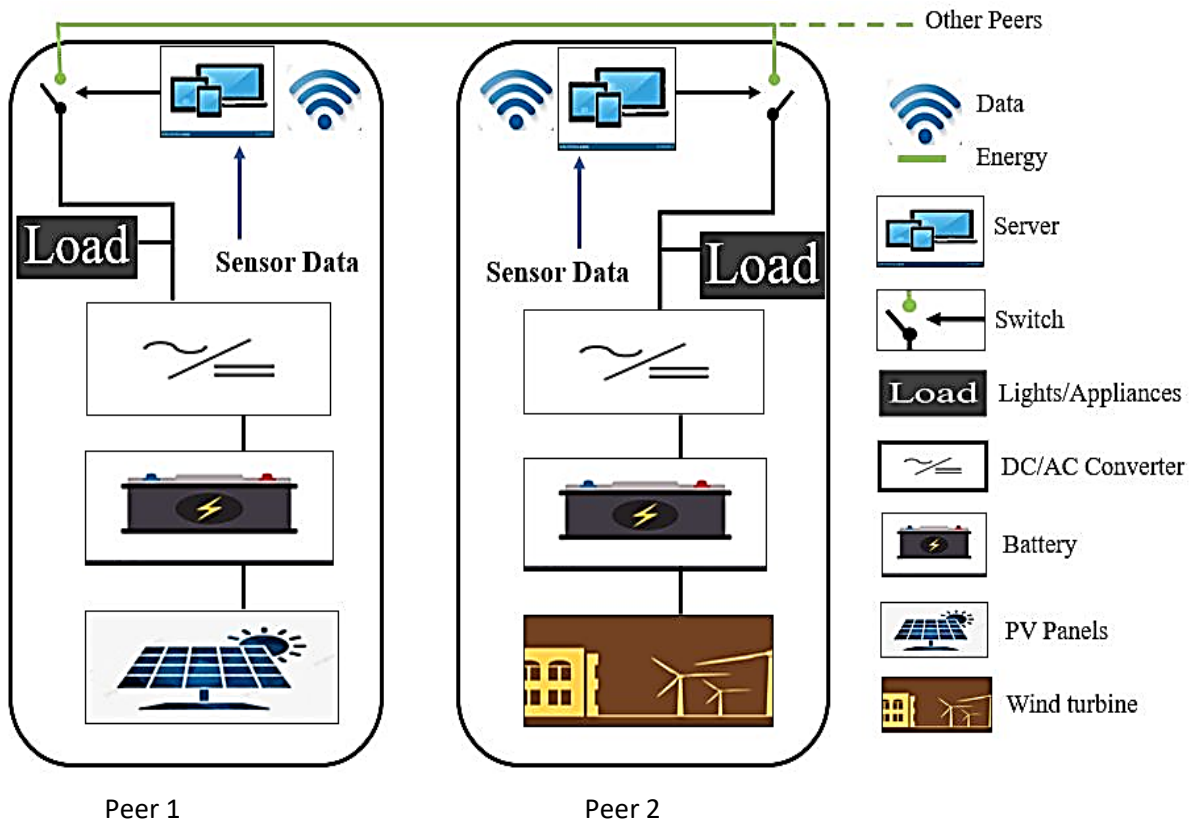 Other Peers
Data
Energy
Server
Load
Sensor Data
Sensor Data
Load
Switch
Load
Lights/Appliances
DC/AC Converter
Battery
PV Panels
Wind turbine
Peer 1
Peer 2